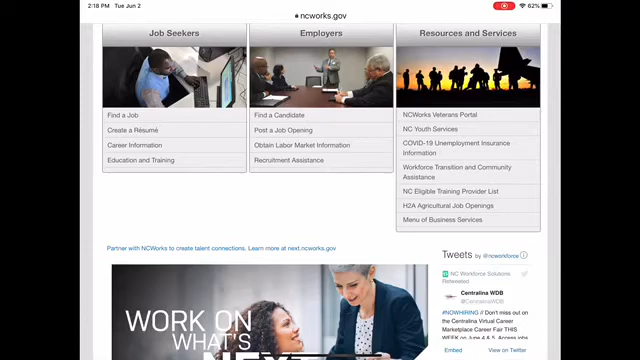 2:18 PM Tue Jun 2
62%
ncworks.gov
Job Seekers
Find a Job
Create a Résumé
Career Information
Education and Training
Employers
Find a Candidate
Post a Job Opening
Obtain Labor Market Information
Recruitment Assistance
Resources and Services
NCWorks Veterans Portal
NC Youth Services
COVID-19 Unemployment Insurance
Information
Workforce Transition and Community
Assistance
NC Eligible Training Provider List
H2A Agricultural Job Openings
Menu of Business Services
Partner with NCWorks to create talent connections. Learn more at next.ncworks.gov
WORK ON
WHAT'S
NEXT
Tweets by @ncworkforce
NC Workforce Solutions
Retweeted
Centralina WDB
@CentralinaWDB
#NOWHIRING // Don't miss out on
the Centralina Virtual Career
Marketplace Career Fair THIS
WEEK on June 4 & 5. Access jobs
Embed
View on Twitter